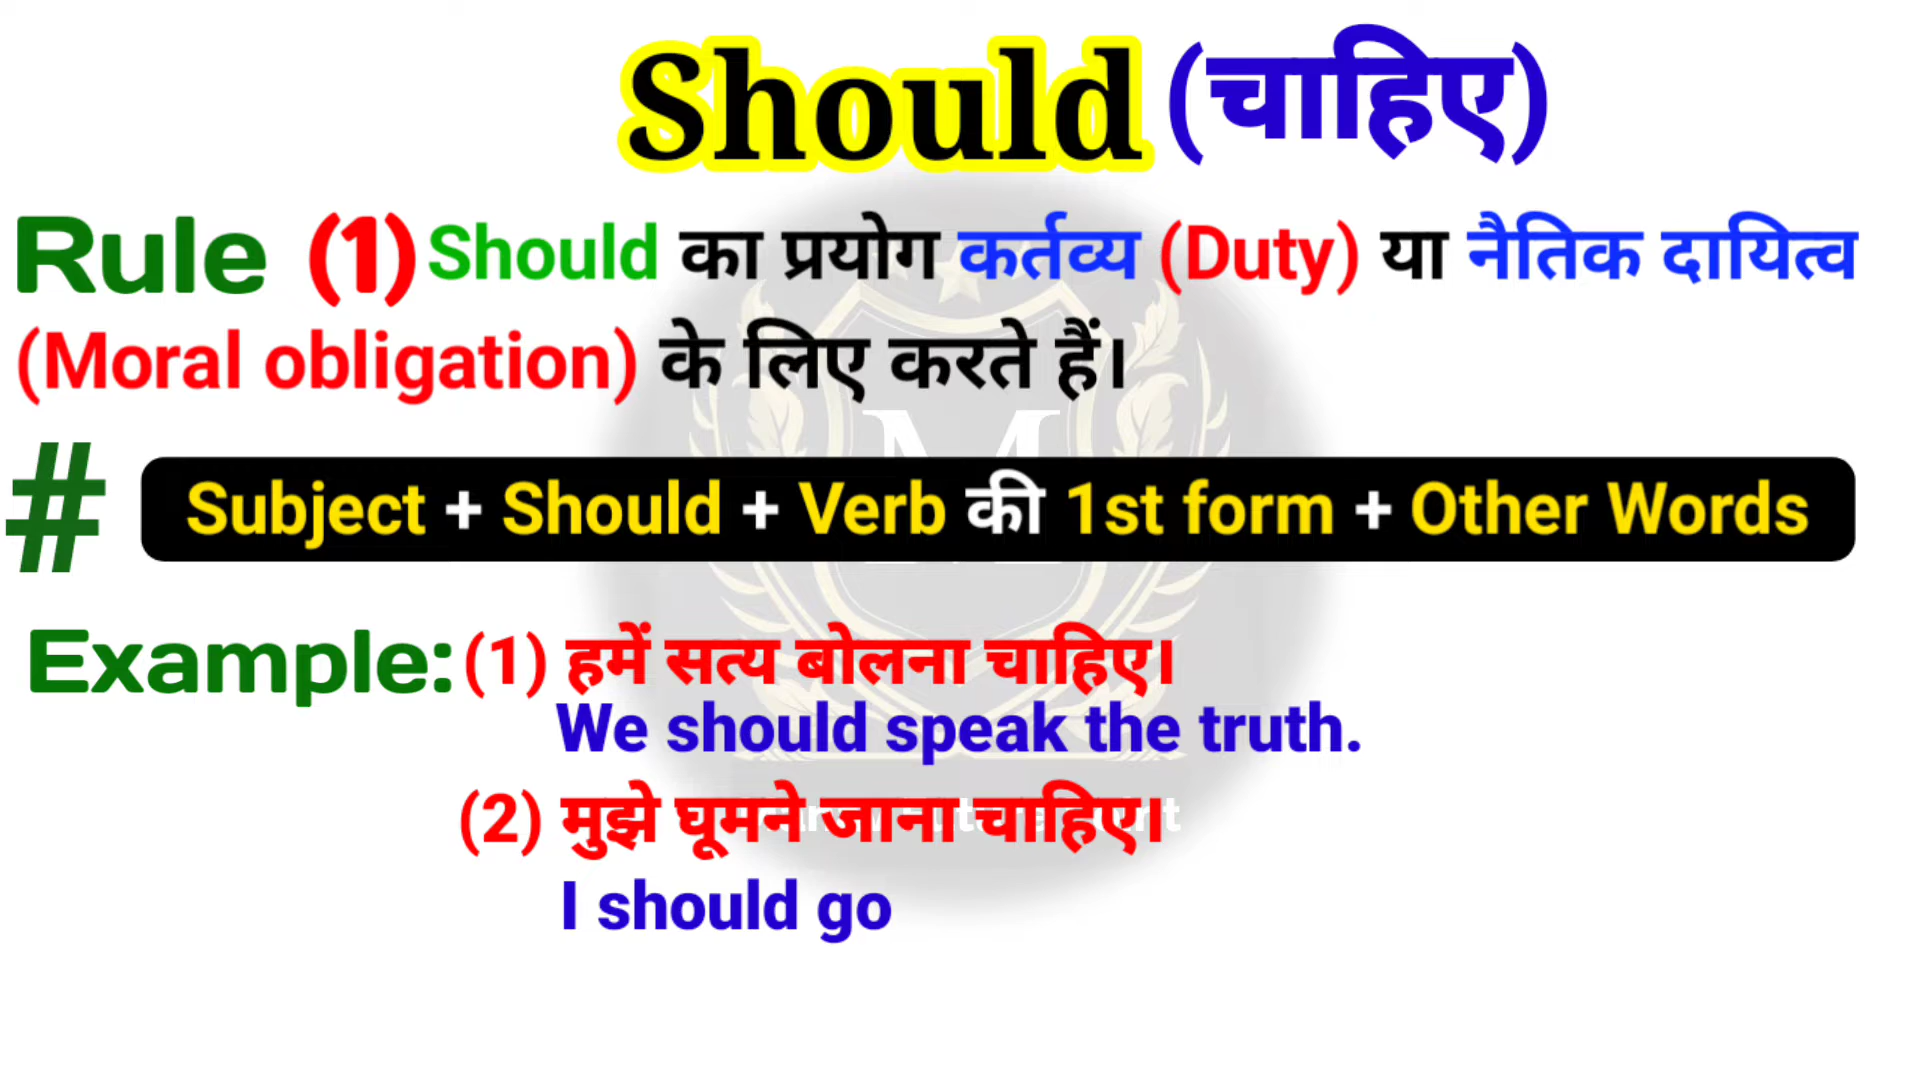 Should (चाहिए)
Rule (1) Should का प्रयोग कर्तव्य (Duty) या नैतिक दायित्व
(Moral obligation) के लिए करते हैं।
# Subject + Should + Verb की 1st form + Other Words
Example: (1) हमें सत्य बोलना चाहिए।
We should speak the truth.
(2) मुझे घूमने जाना चाहिए।
I should go
M